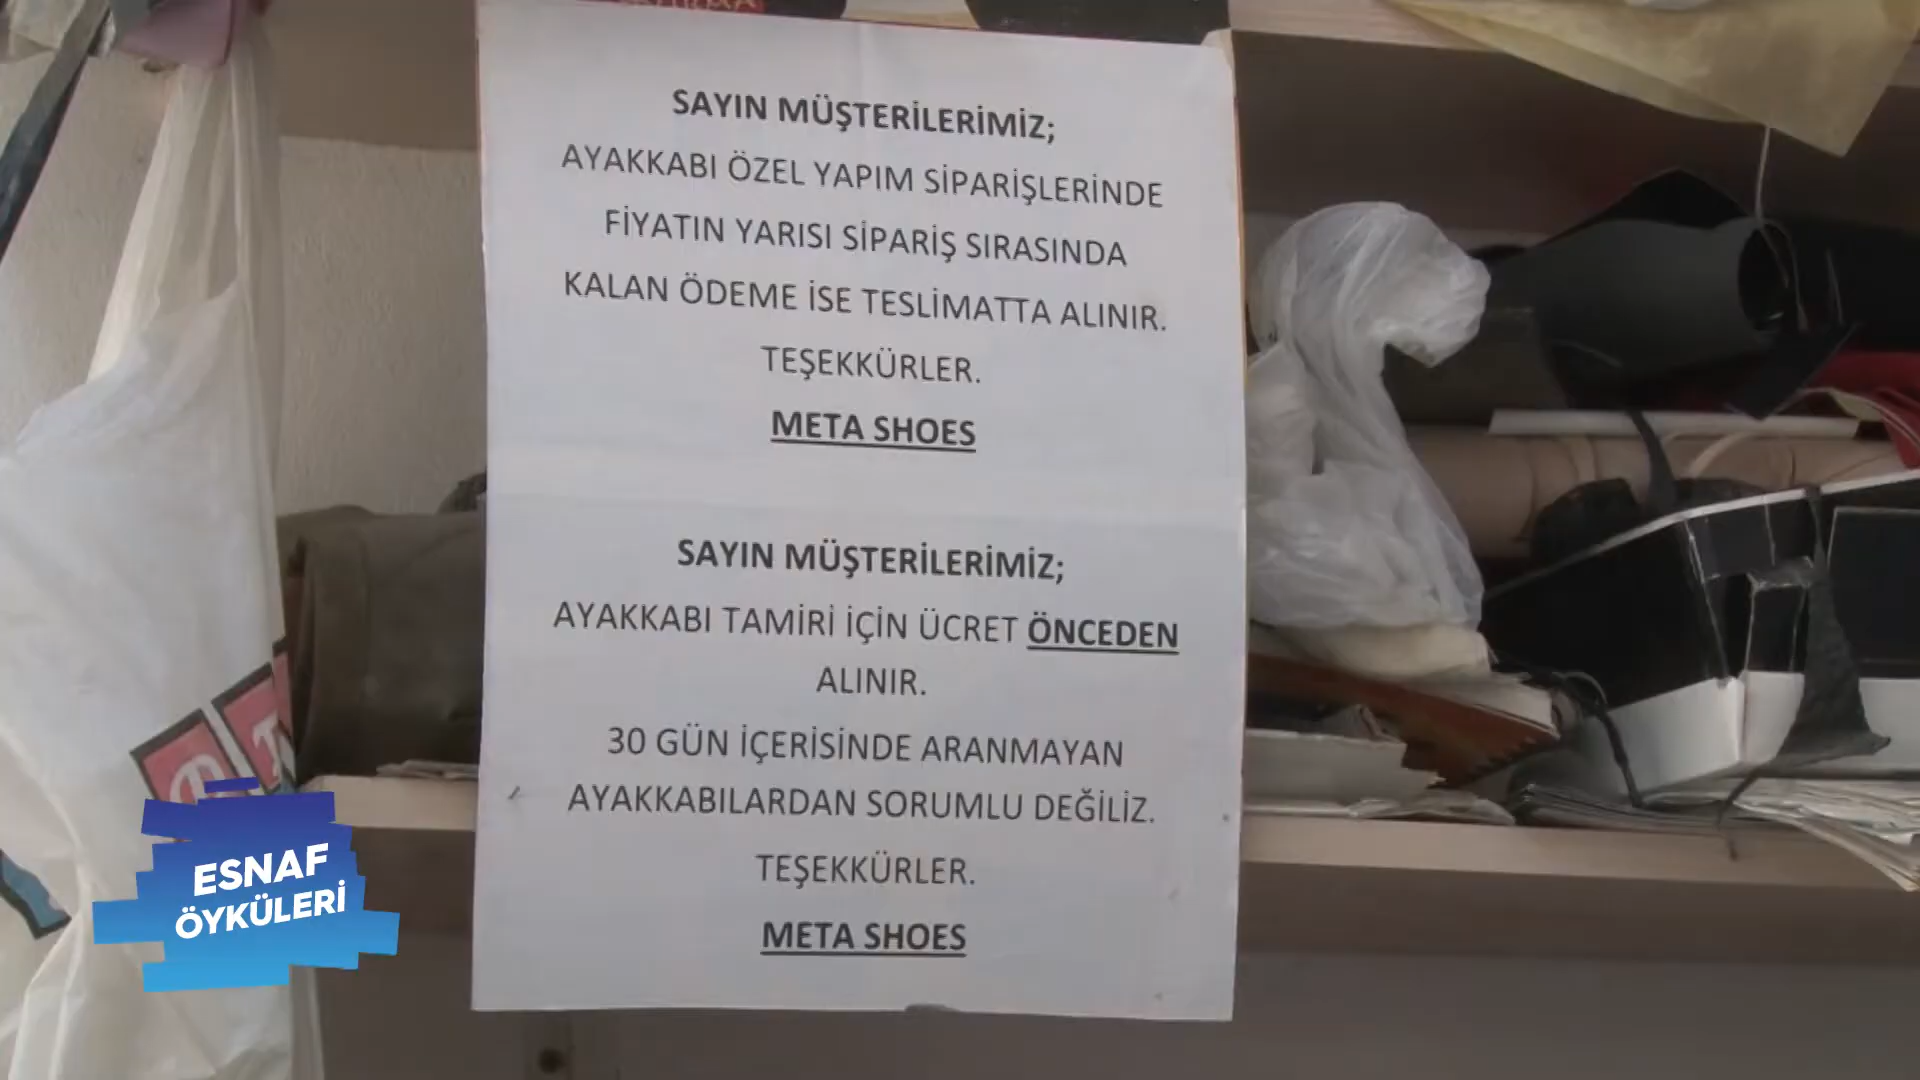 SAYIN MÜŞTERİLERİMİZ;
AYAKKABI ÖZEL YAPIM SİPARİŞLERİNDE
FİYATIN YARISI SİPARİŞ SIRASINDA
KALAN ÖDEME İSE TESLİMATTA ALINIR.
TEŞEKKÜRLER.
META SHOES
SAYIN MÜŞTERİLERİMİZ;
AYAKKABI TAMİRİ İÇİN ÜCRET ÖNCEDEN
ALINIR.
30 GÜN İÇERİSİNDE ARANMAYAN
AYAKKABILARDAN SORUMLU DEĞİLİZ.
TEŞEKKÜRLER.
META SHOES
ESNAF
ÖYKÜLERİ